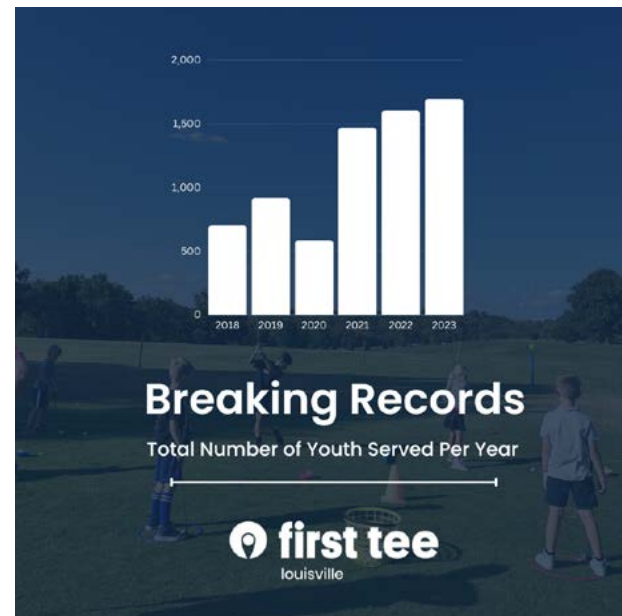 2,000
1,500
1,000
500
0
2018 2019 2020 2021 2022 2023
Breaking Records
Total Number of Youth Served Per Year
first tee
louisville